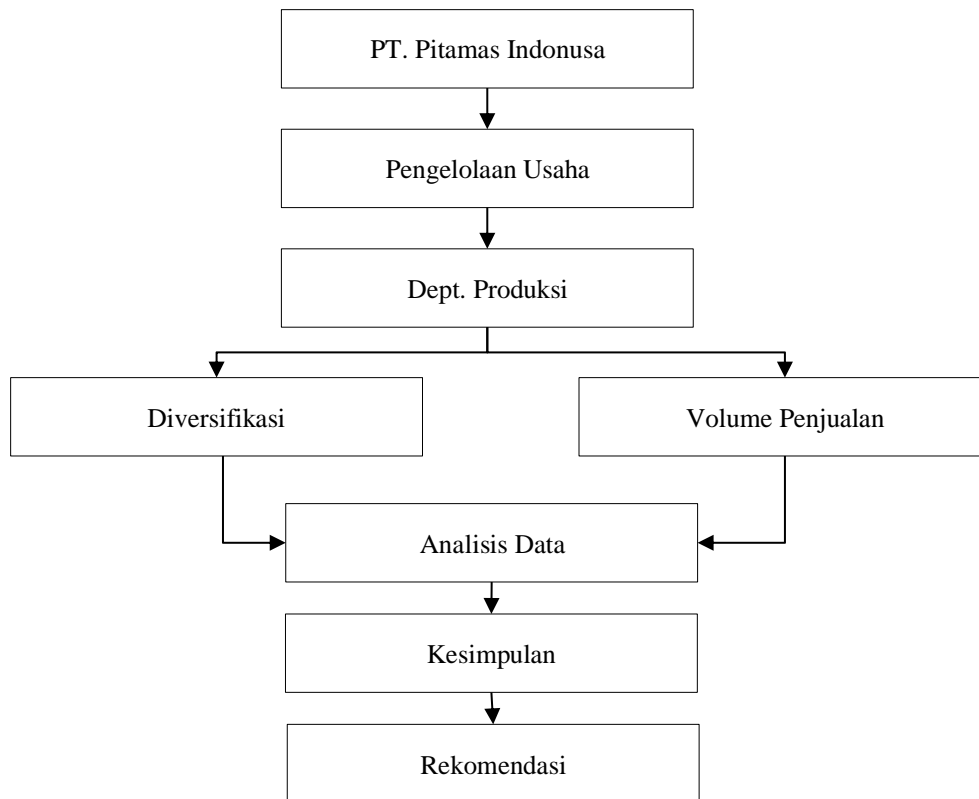 PT. Pitamas Indonusa
Pengelolaan Usaha
Dept. Produksi
Diversifikasi
Volume Penjualan
Analisis Data
Kesimpulan
Rekomendasi